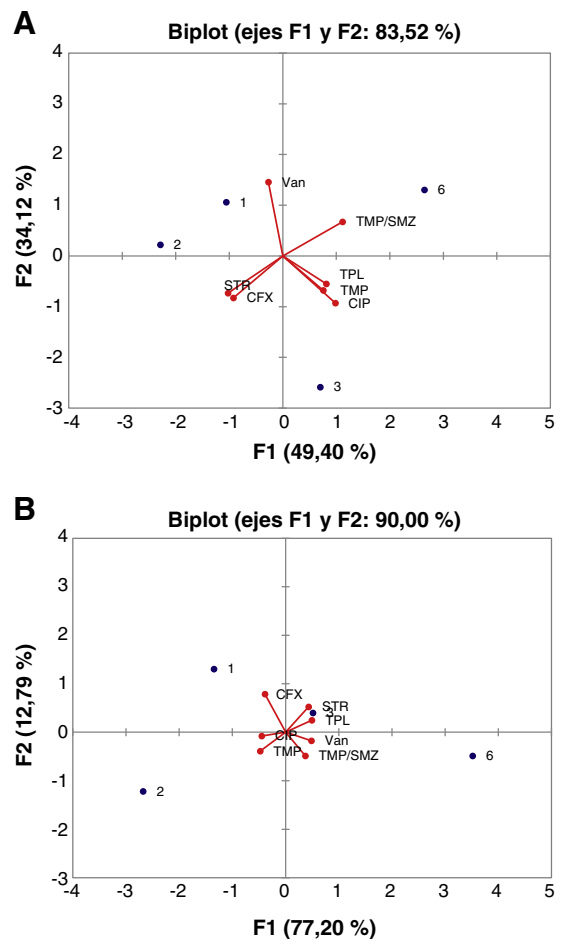 A
Biplot (ejes F1 y F2: 83,52 %)
4
3
2
1
0
-1
-2
-3
F2 (34,12 %)
Van
1
6
TMP/SMZ
2
TPL
STR
TMP
CFX
CIP
3
-4 -3 -2 -1 0 1 2 3 4 5
F1 (49,40 %)
B
Biplot (ejes F1 y F2: 90,00 %)
4
3
2
1
0
-1
-2
-3
F2 (12,79 %)
1
CFX
STR
3
TPL
CIP
Van
TMP
TMP/SMZ
6
2
-4 -3 -2 -1 0 1 2 3 4 5
F1 (77,20 %)